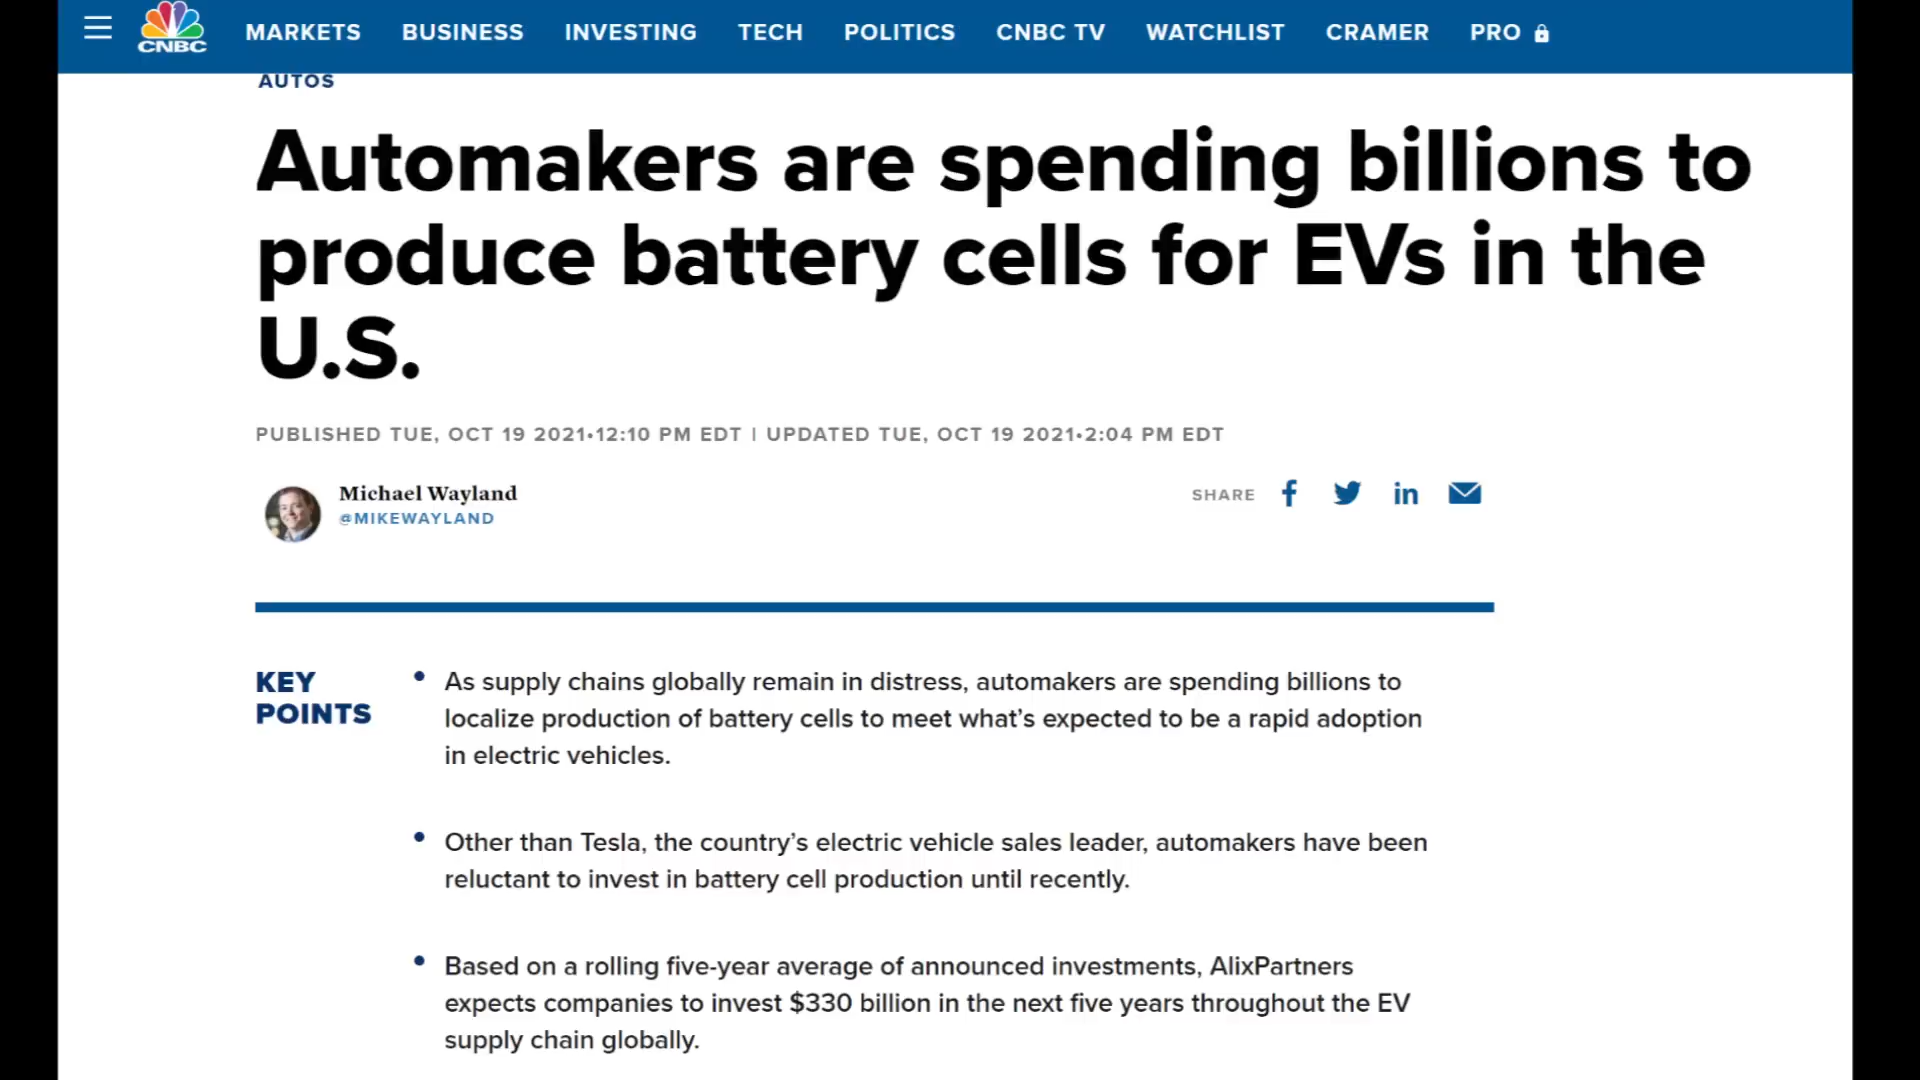 CNBC
MARKETS BUSINESS INVESTING TECH POLITICS CNBC TV WATCHLIST CRAMER PRO
AUTOS
Automakers are spending billions to
produce battery cells for EVs in the
U.S.
PUBLISHED TUE, OCT 19 2021•12:10 PM EDT | UPDATED TUE, OCT 19 2021•2:04 PM EDT
Michael Wayland
@MIKEWAYLAND
SHARE
KEY
POINTS
• As supply chains globally remain in distress, automakers are spending billions to
localize production of battery cells to meet what’s expected to be a rapid adoption
in electric vehicles.
• Other than Tesla, the country’s electric vehicle sales leader, automakers have been
reluctant to invest in battery cell production until recently.
• Based on a rolling five-year average of announced investments, AlixPartners
expects companies to invest $330 billion in the next five years throughout the EV
supply chain globally.